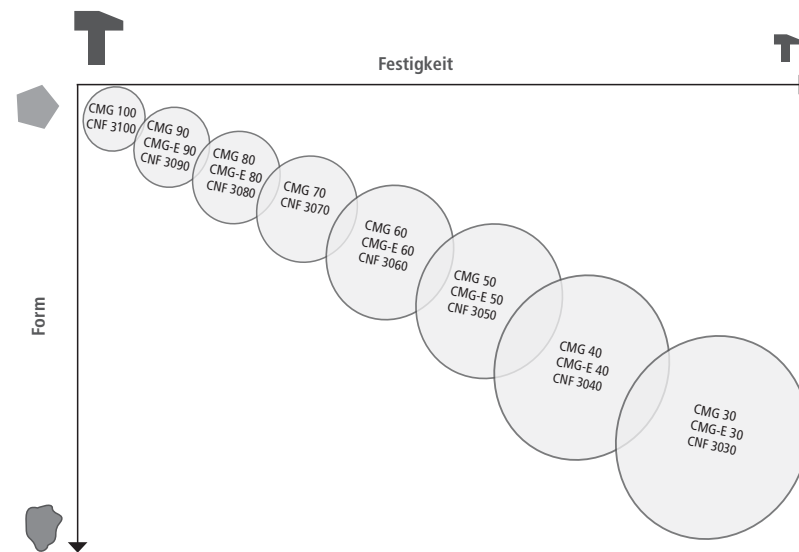 Festigkeit
Form
CMG 100
CNF 3100
CMG 90
CMG-E 90
CNF 3090
CMG 80
CMG-E 80
CNF 3080
CMG 70
CNF 3070
CMG 60
CMG-E 60
CNF 3060
CMG 50
CMG-E 50
CNF 3050
CMG 40
CMG-E 40
CNF 3040
CMG 30
CMG-E 30
CNF 3030